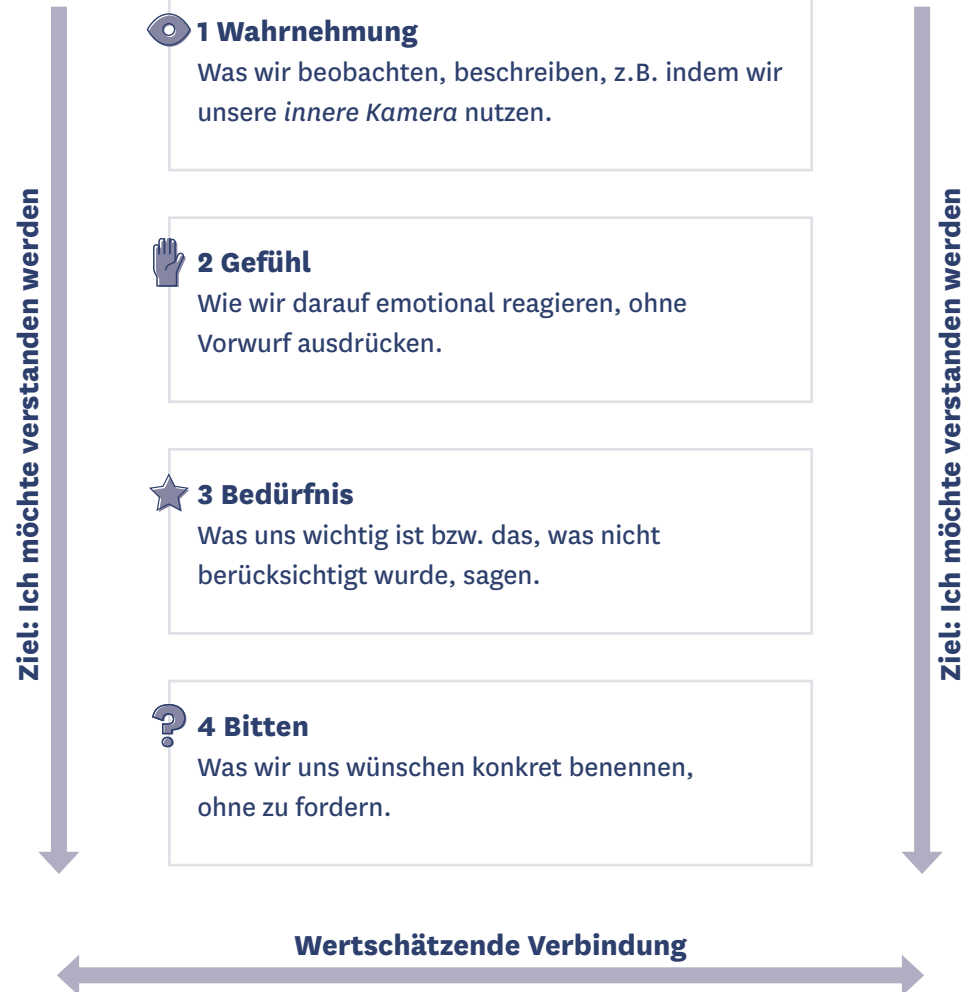 1 Wahrnehmung
Was wir beobachten, beschreiben, z.B. indem wir
unsere innere Kamera nutzen.
2 Gefühl
Wie wir darauf emotional reagieren, ohne
Vorwurf ausdrücken.
3 Bedürfnis
Was uns wichtig ist bzw. das, was nicht
berücksichtigt wurde, sagen.
4 Bitten
Was wir uns wünschen konkret benennen,
ohne zu fordern.
Ziel: Ich möchte verstanden werden
Ziel: Ich möchte verstanden werden
Wertschätzende Verbindung